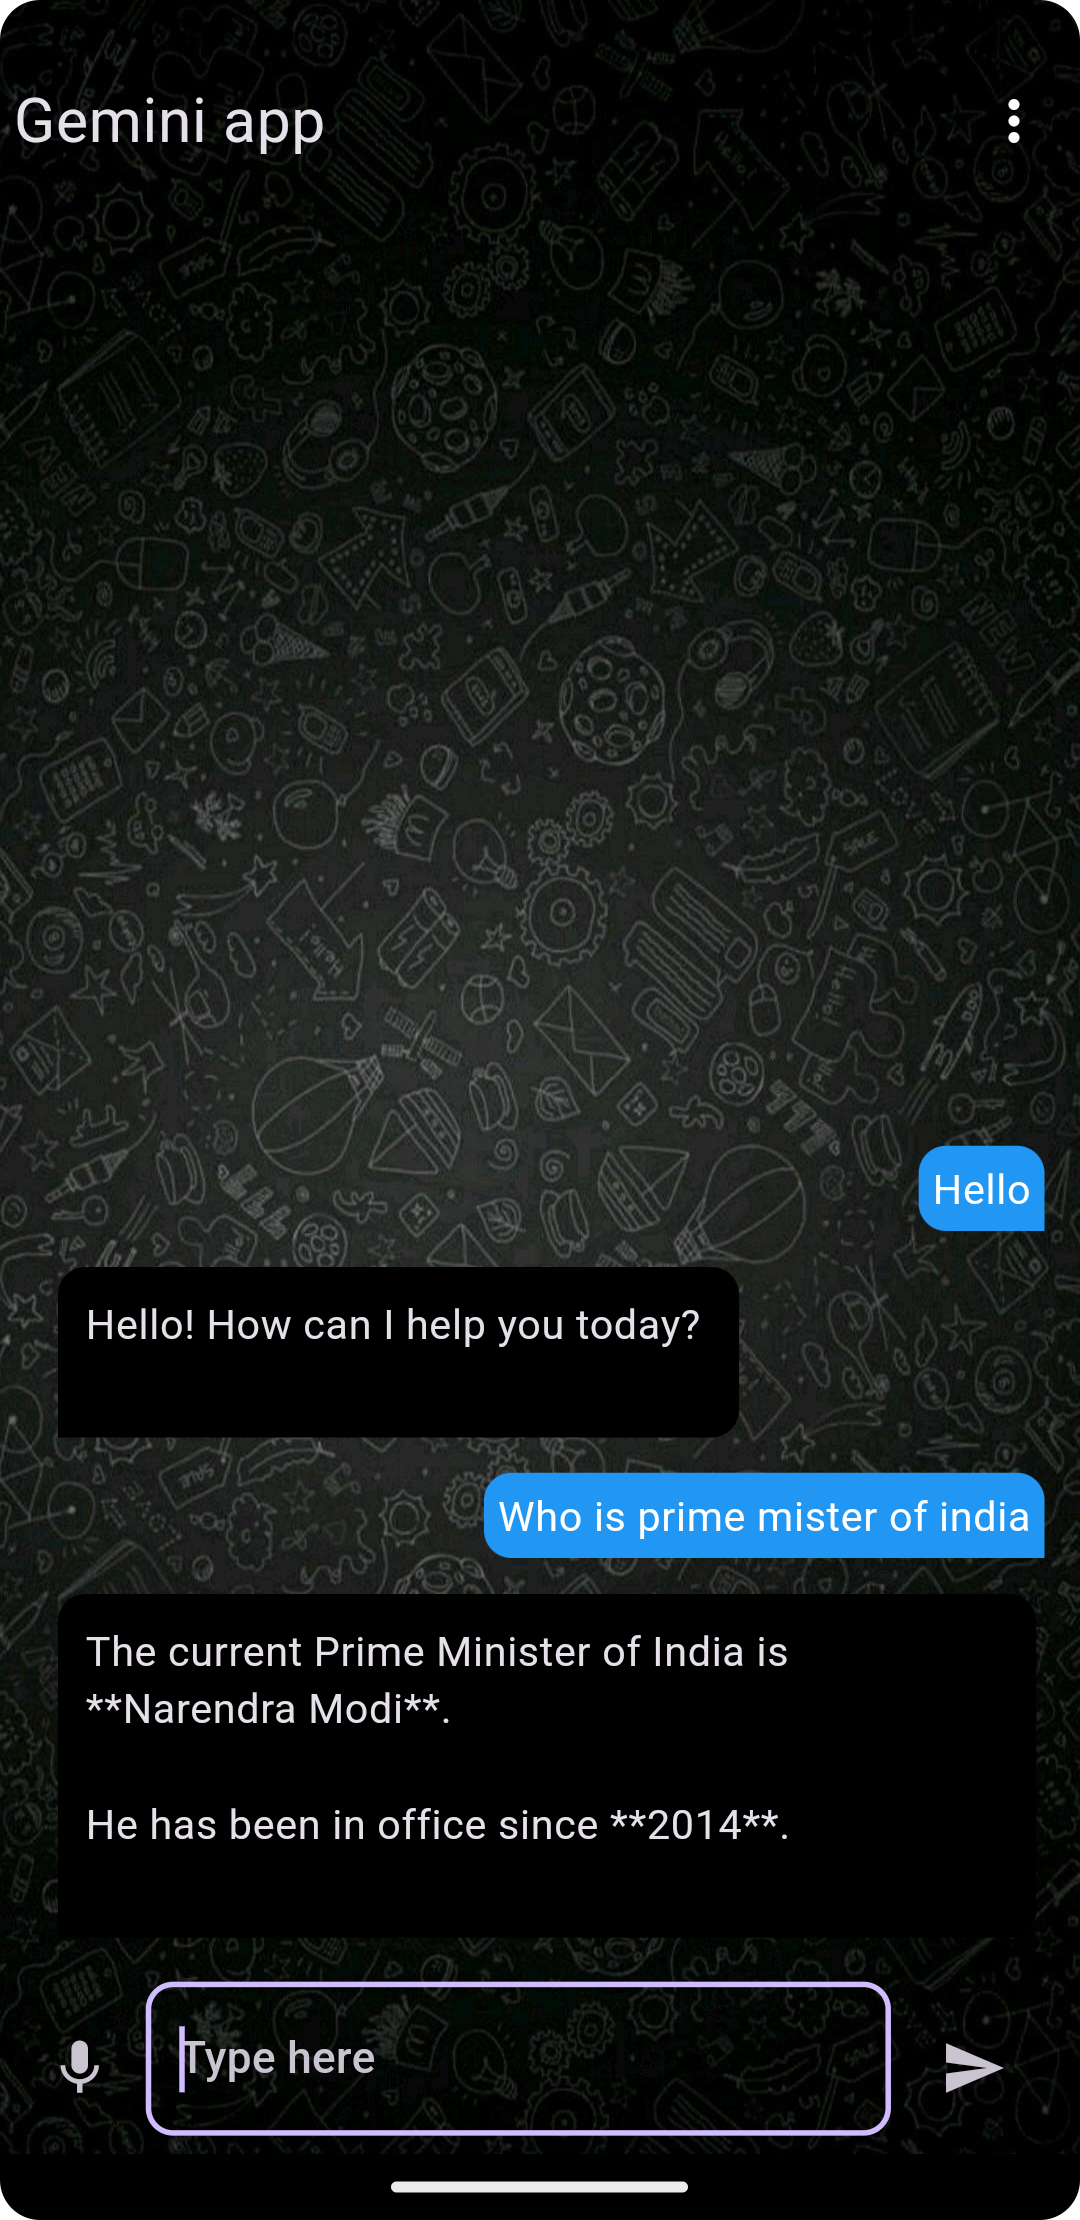 Gemini app
Hello
Hello! How can I help you today?
Who is prime mister of india
The current Prime Minister of India is
**Narendra Modi**.
He has been in office since **2014**.
Type here